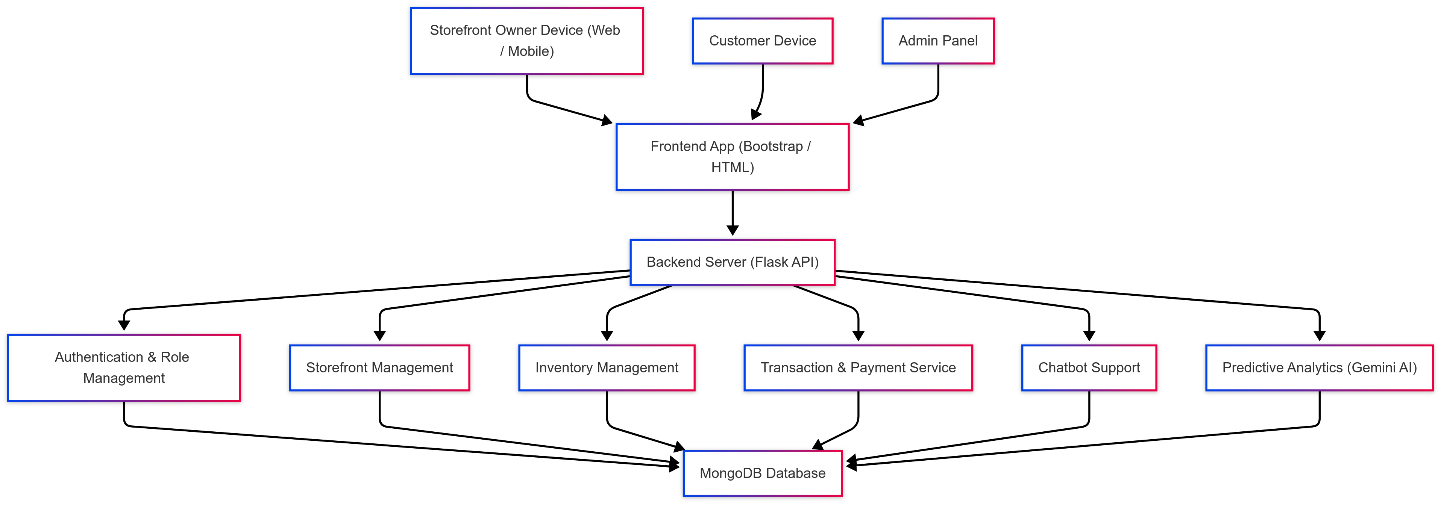 Storefront Owner Device (Web
/ Mobile)
Customer Device
Admin Panel
Frontend App (Bootstrap /
HTML)
Backend Server (Flask API)
Authentication & Role
Management
Storefront Management
Inventory Management
Transaction & Payment Service
Chatbot Support
Predictive Analytics (Gemini AI)
MongoDB Database